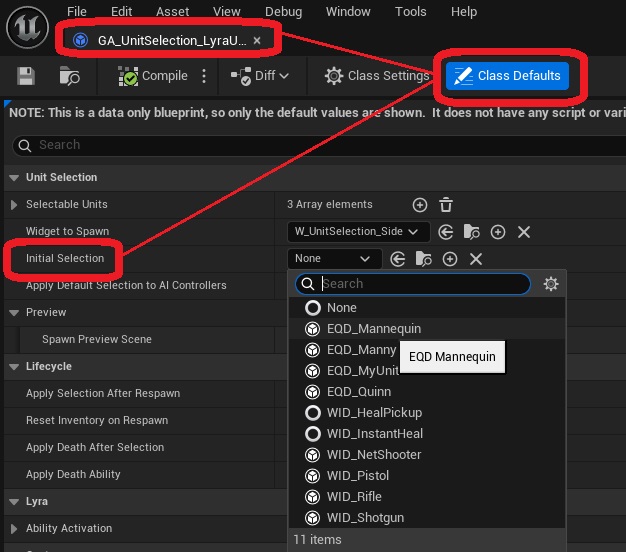 File Edit Asset View Debug Window Tools Help
GA_UnitSelection_LyraU... ×
Compile Diff Class Settings Class Defaults
NOTE: This is a data only blueprint, so only the default values are shown. It does not have any script or vari
Search
Unit Selection
Selectable Units 3 Array elements
Widget to Spawn W_UnitSelection_Side
Initial Selection None
Search
Apply Default Selection to AI Controllers
None
Preview
EQD_Mannequin
Spawn Preview Scene
EQD_Manny
EQD Mannequin
Lifecycle
EQD_MyUnit
Apply Selection After Respawn
EQD_Quinn
Reset Inventory on Respawn
WID_HealPickup
WID_InstantHeal
Apply Death After Selection
WID_NetShooter
Apply Death Ability
WID_Pistol
Lyra
WID_Rifle
Ability Activation
WID_Shotgun
11 items